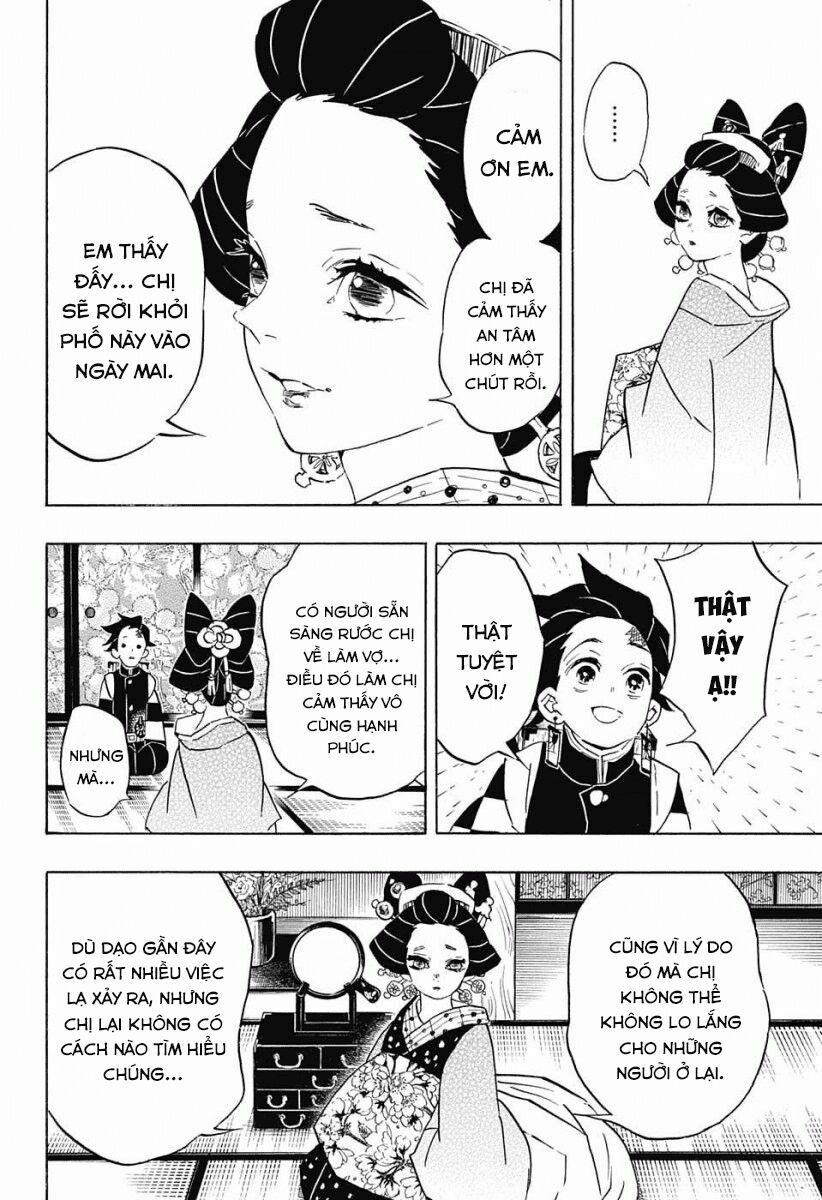 ………
CẢM
ƠN EM.
CHỊ ĐÃ
CẢM THẤY
AN TÂM
HƠN MỘT
CHÚT RỒI.
EM THẤY
ĐẤY... CHỊ
SẼ RỜI KHỎI
PHỐ NÀY VÀO
NGÀY MAI.
THẬT
VẬY
Ạ!!
THẬT
TUYỆT
VỜI!
CÓ NGƯỜI SẴN
SÀNG RƯỚC CHỊ
VỀ LÀM VỢ...
ĐIỀU ĐÓ LÀM CHỊ
CẢM THẤY VÔ
CÙNG HẠNH
PHÚC.
NHƯNG
MÀ...
CŨNG VÌ LÝ DO
ĐÓ MÀ CHỊ
KHÔNG THỂ
KHÔNG LO LẮNG
CHO NHỮNG
NGƯỜI Ở LẠI.
DÙ DẠO GẦN ĐÂY
CÓ RẤT NHIỀU VIỆC
LẠ XẢY RA, NHƯNG
CHỊ LẠI KHÔNG CÓ
CÁCH NÀO TÌM HIỂU
CHÚNG...